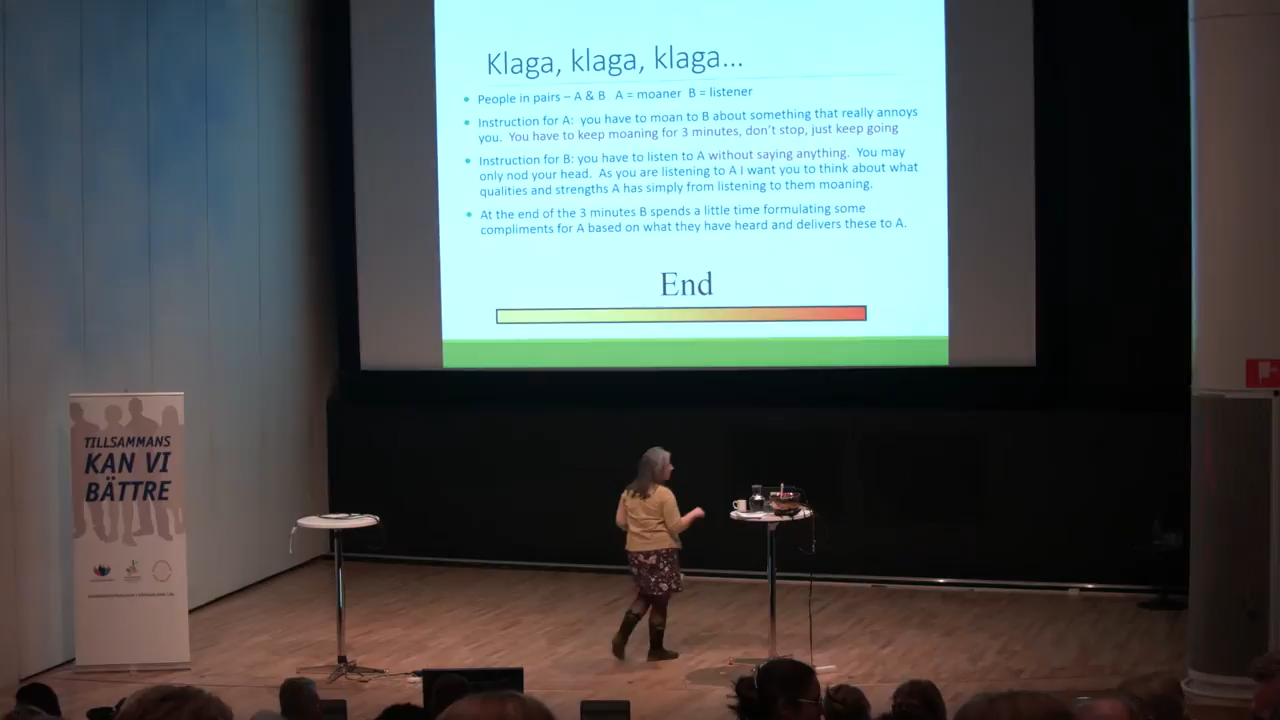 Klaga, klaga, klaga...
• People in pairs – A & B A = moaner B = listener
• Instruction for A: you have to moan to B about something that really annoys
you. You have to keep moaning for 3 minutes, don't stop, just keep going
• Instruction for B: you have to listen to A without saying anything. You may
only nod your head. As you are listening to A I want you to think about what
qualities and strengths A has simply from listening to them moaning.
• At the end of the 3 minutes B spends a little time formulating some
compliments for A based on what they have heard and delivers these to A.
End
TILLSAMMANS
KAN VI
BÄTTRE